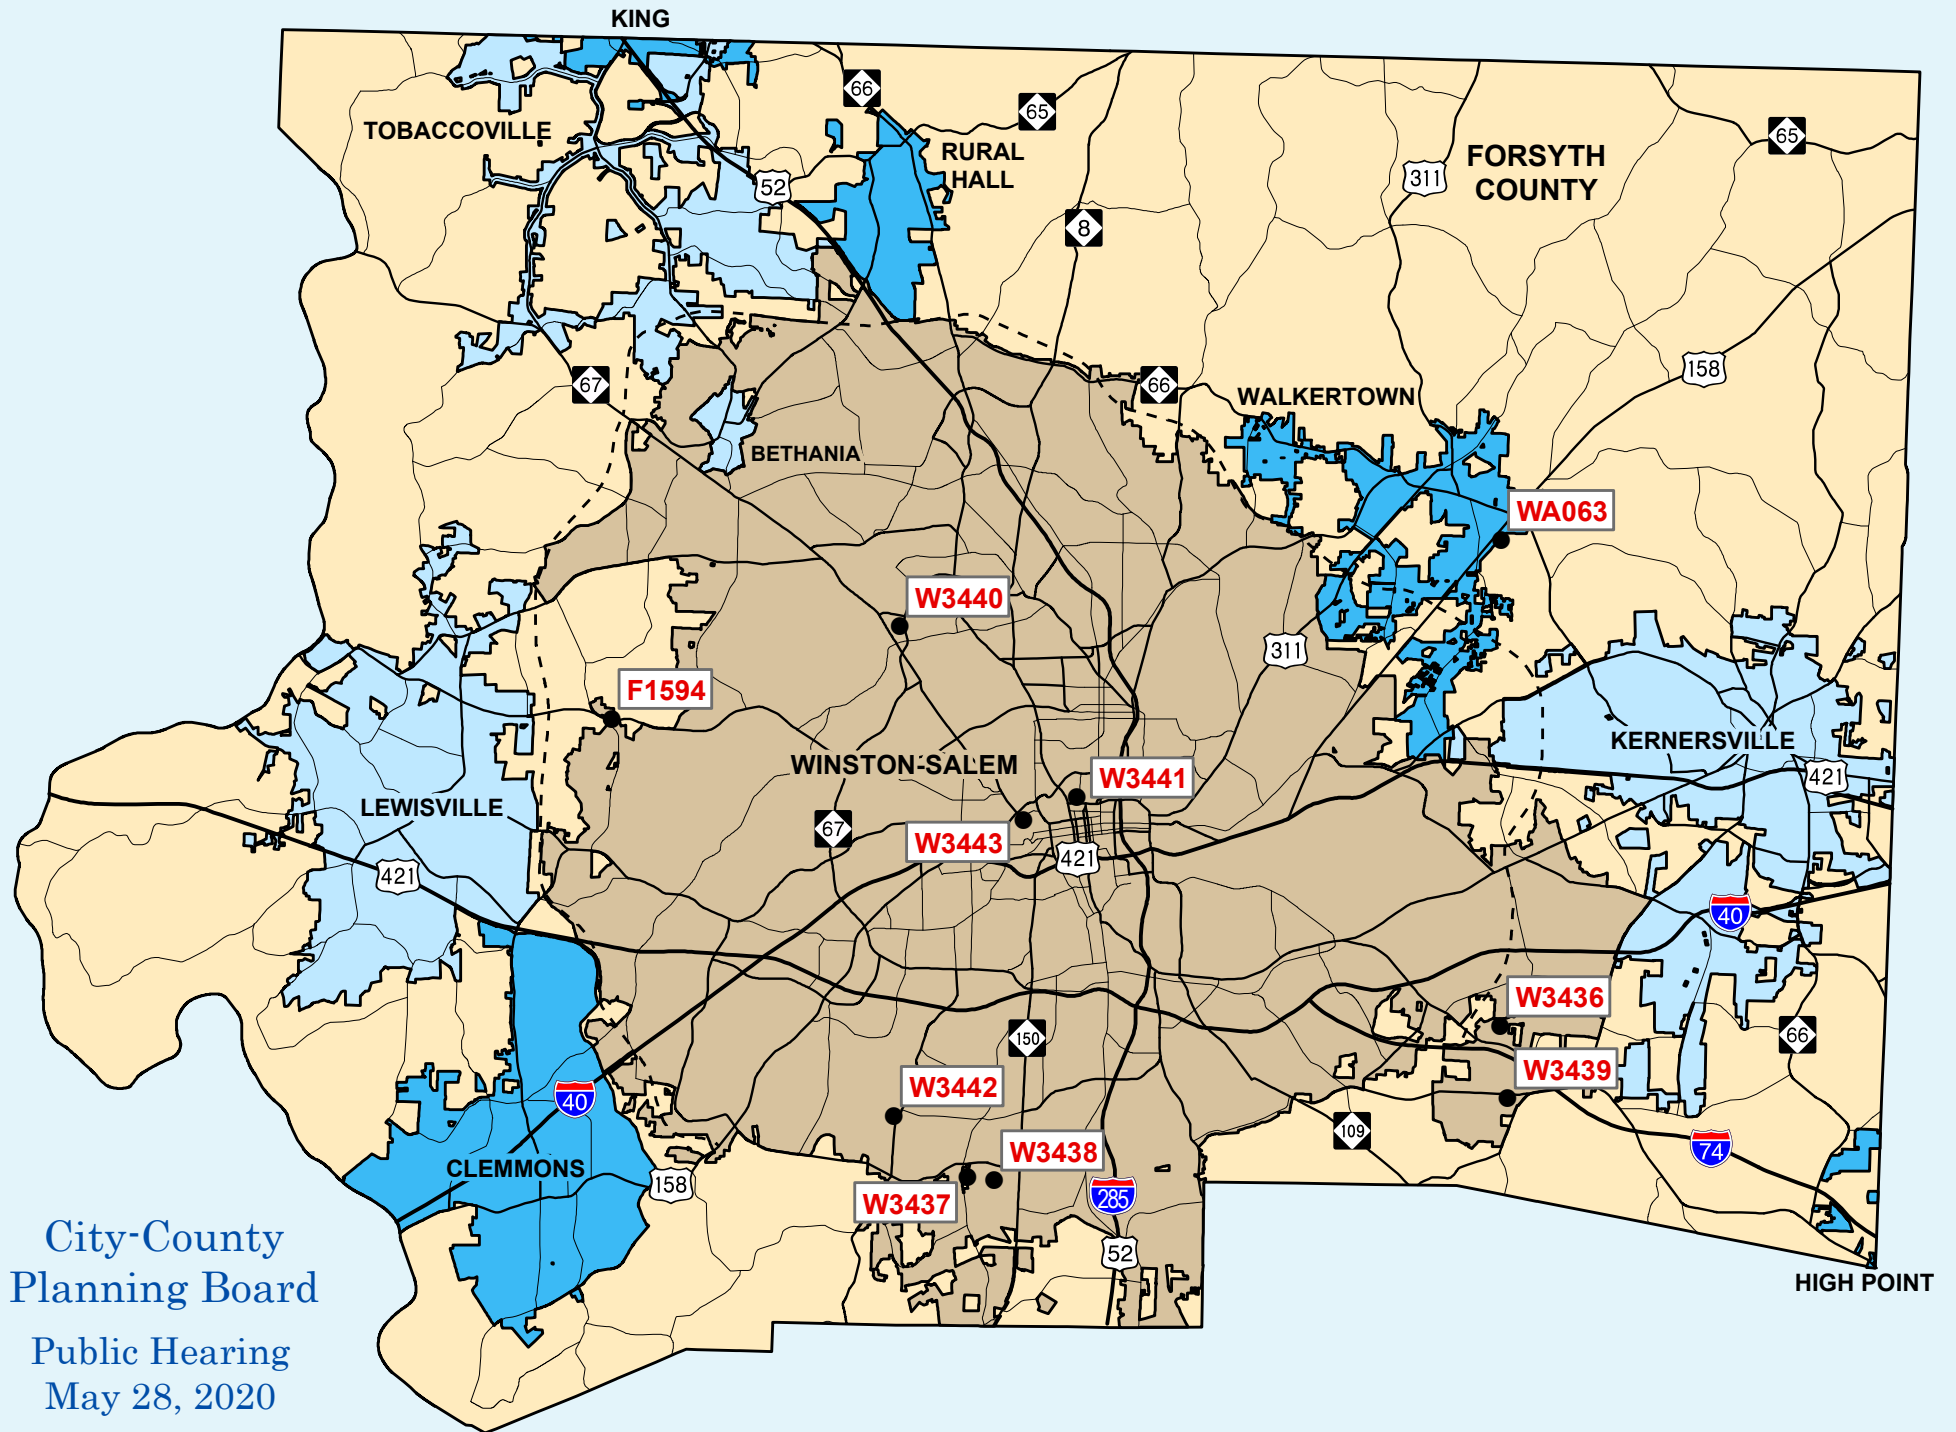 KING
66
65
65
TOBACCOVILLE
RURAL
HALL
FORSYTH
COUNTY
311
52
8
158
67
66
WALKERTOWN
BETHANIA
WA063
W3440
311
F1594
KERNERSVILLE
WINSTON-SALEM
W3441
421
LEWISVILLE
67
W3443
421
421
40
W3436
150
66
W3439
W3442
40
109
W3438
74
CLEMMONS
158
W3437
285
52
City-County
Planning Board
HIGH POINT
Public Hearing
May 28, 2020